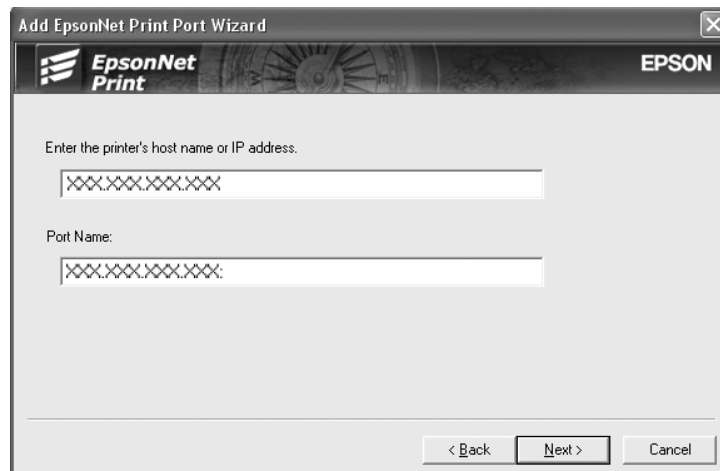 Add EpsonNet Print Port Wizard
EpsonNet
Print
EPSON
Enter the printer's host name or IP address.
XXX.XXX.XXX.XXX
Port Name:
XXX.XXX.XXX.XXX:
< Back
Next >
Cancel